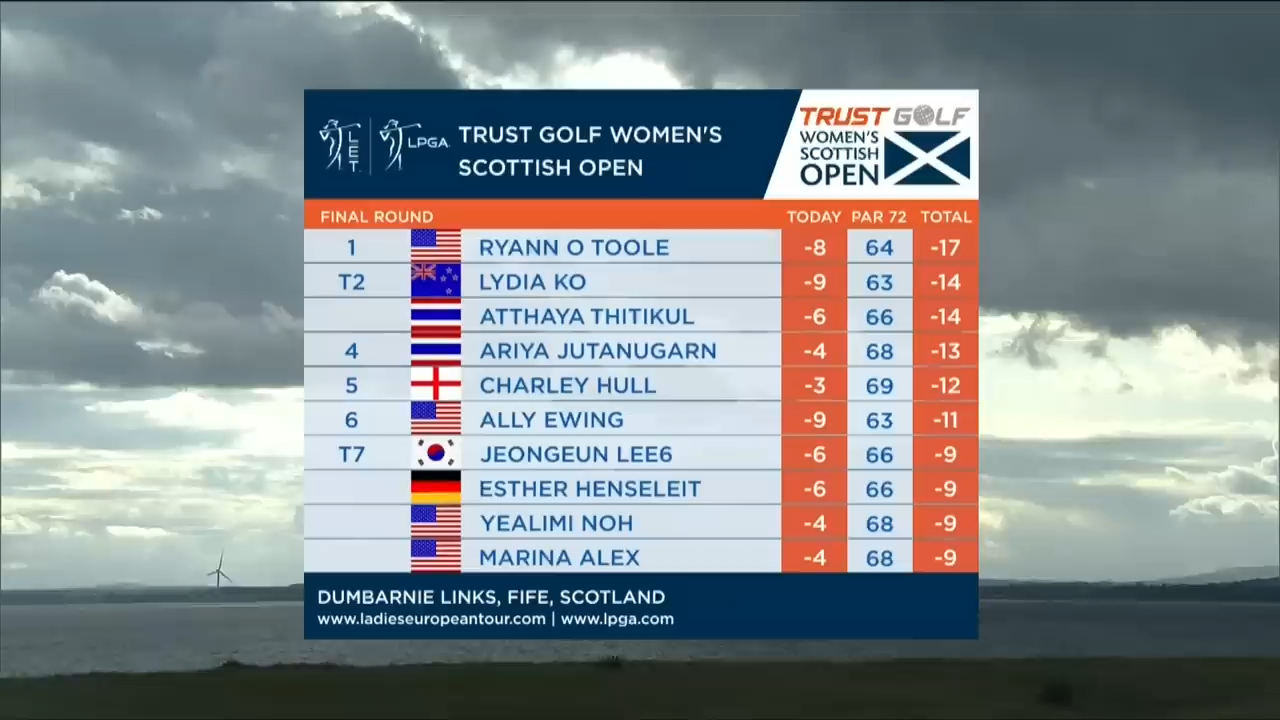 LET
LPGA
TRUST GOLF WOMEN'S
SCOTTISH OPEN
TRUST GOLF
WOMEN'S
SCOTTISH
OPEN
FINAL ROUND TODAY PAR 72 TOTAL
1 RYANN O TOOLE -8 64 -17
T2 LYDIA KO -9 63 -14
ATTHAYA THITIKUL -6 66 -14
4 ARIYA JUTANUGARN -4 68 -13
5 CHARLEY HULL -3 69 -12
6 ALLY EWING -9 63 -11
T7 JEONGEUN LEE6 -6 66 -9
ESTHER HENSELEIT -6 66 -9
YEALIMI NOH -4 68 -9
MARINA ALEX -4 68 -9
DUMBARNIE LINKS, FIFE, SCOTLAND
www.ladieseuropeantour.com | www.lpga.com